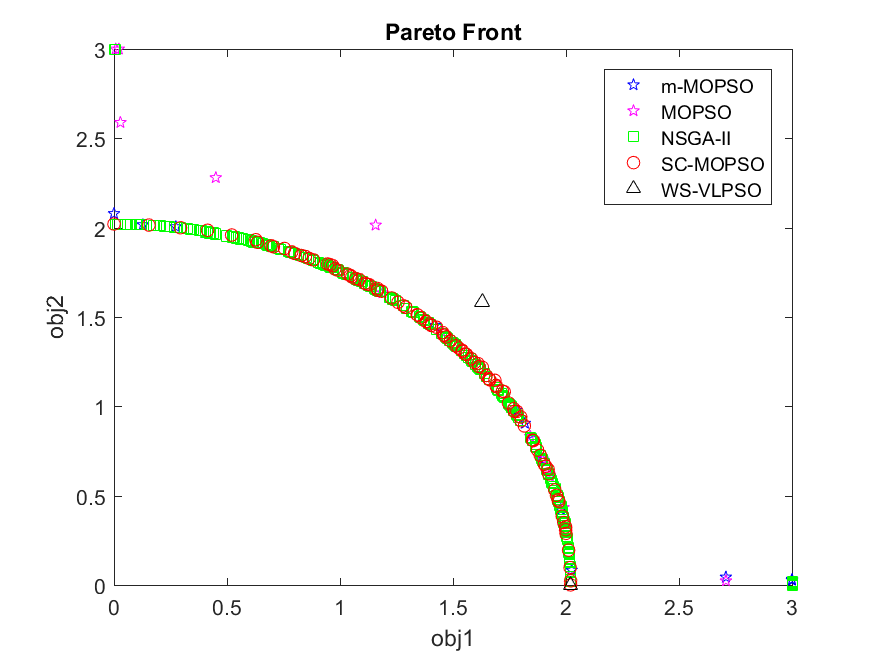 Pareto Front
m-MOPSO
MOPSO
NSGA-II
SC-MOPSO
WS-VLPSO
3
2.5
2
1.5
1
0.5
0
obj2
0
0.5
1
1.5
2
2.5
3
obj1